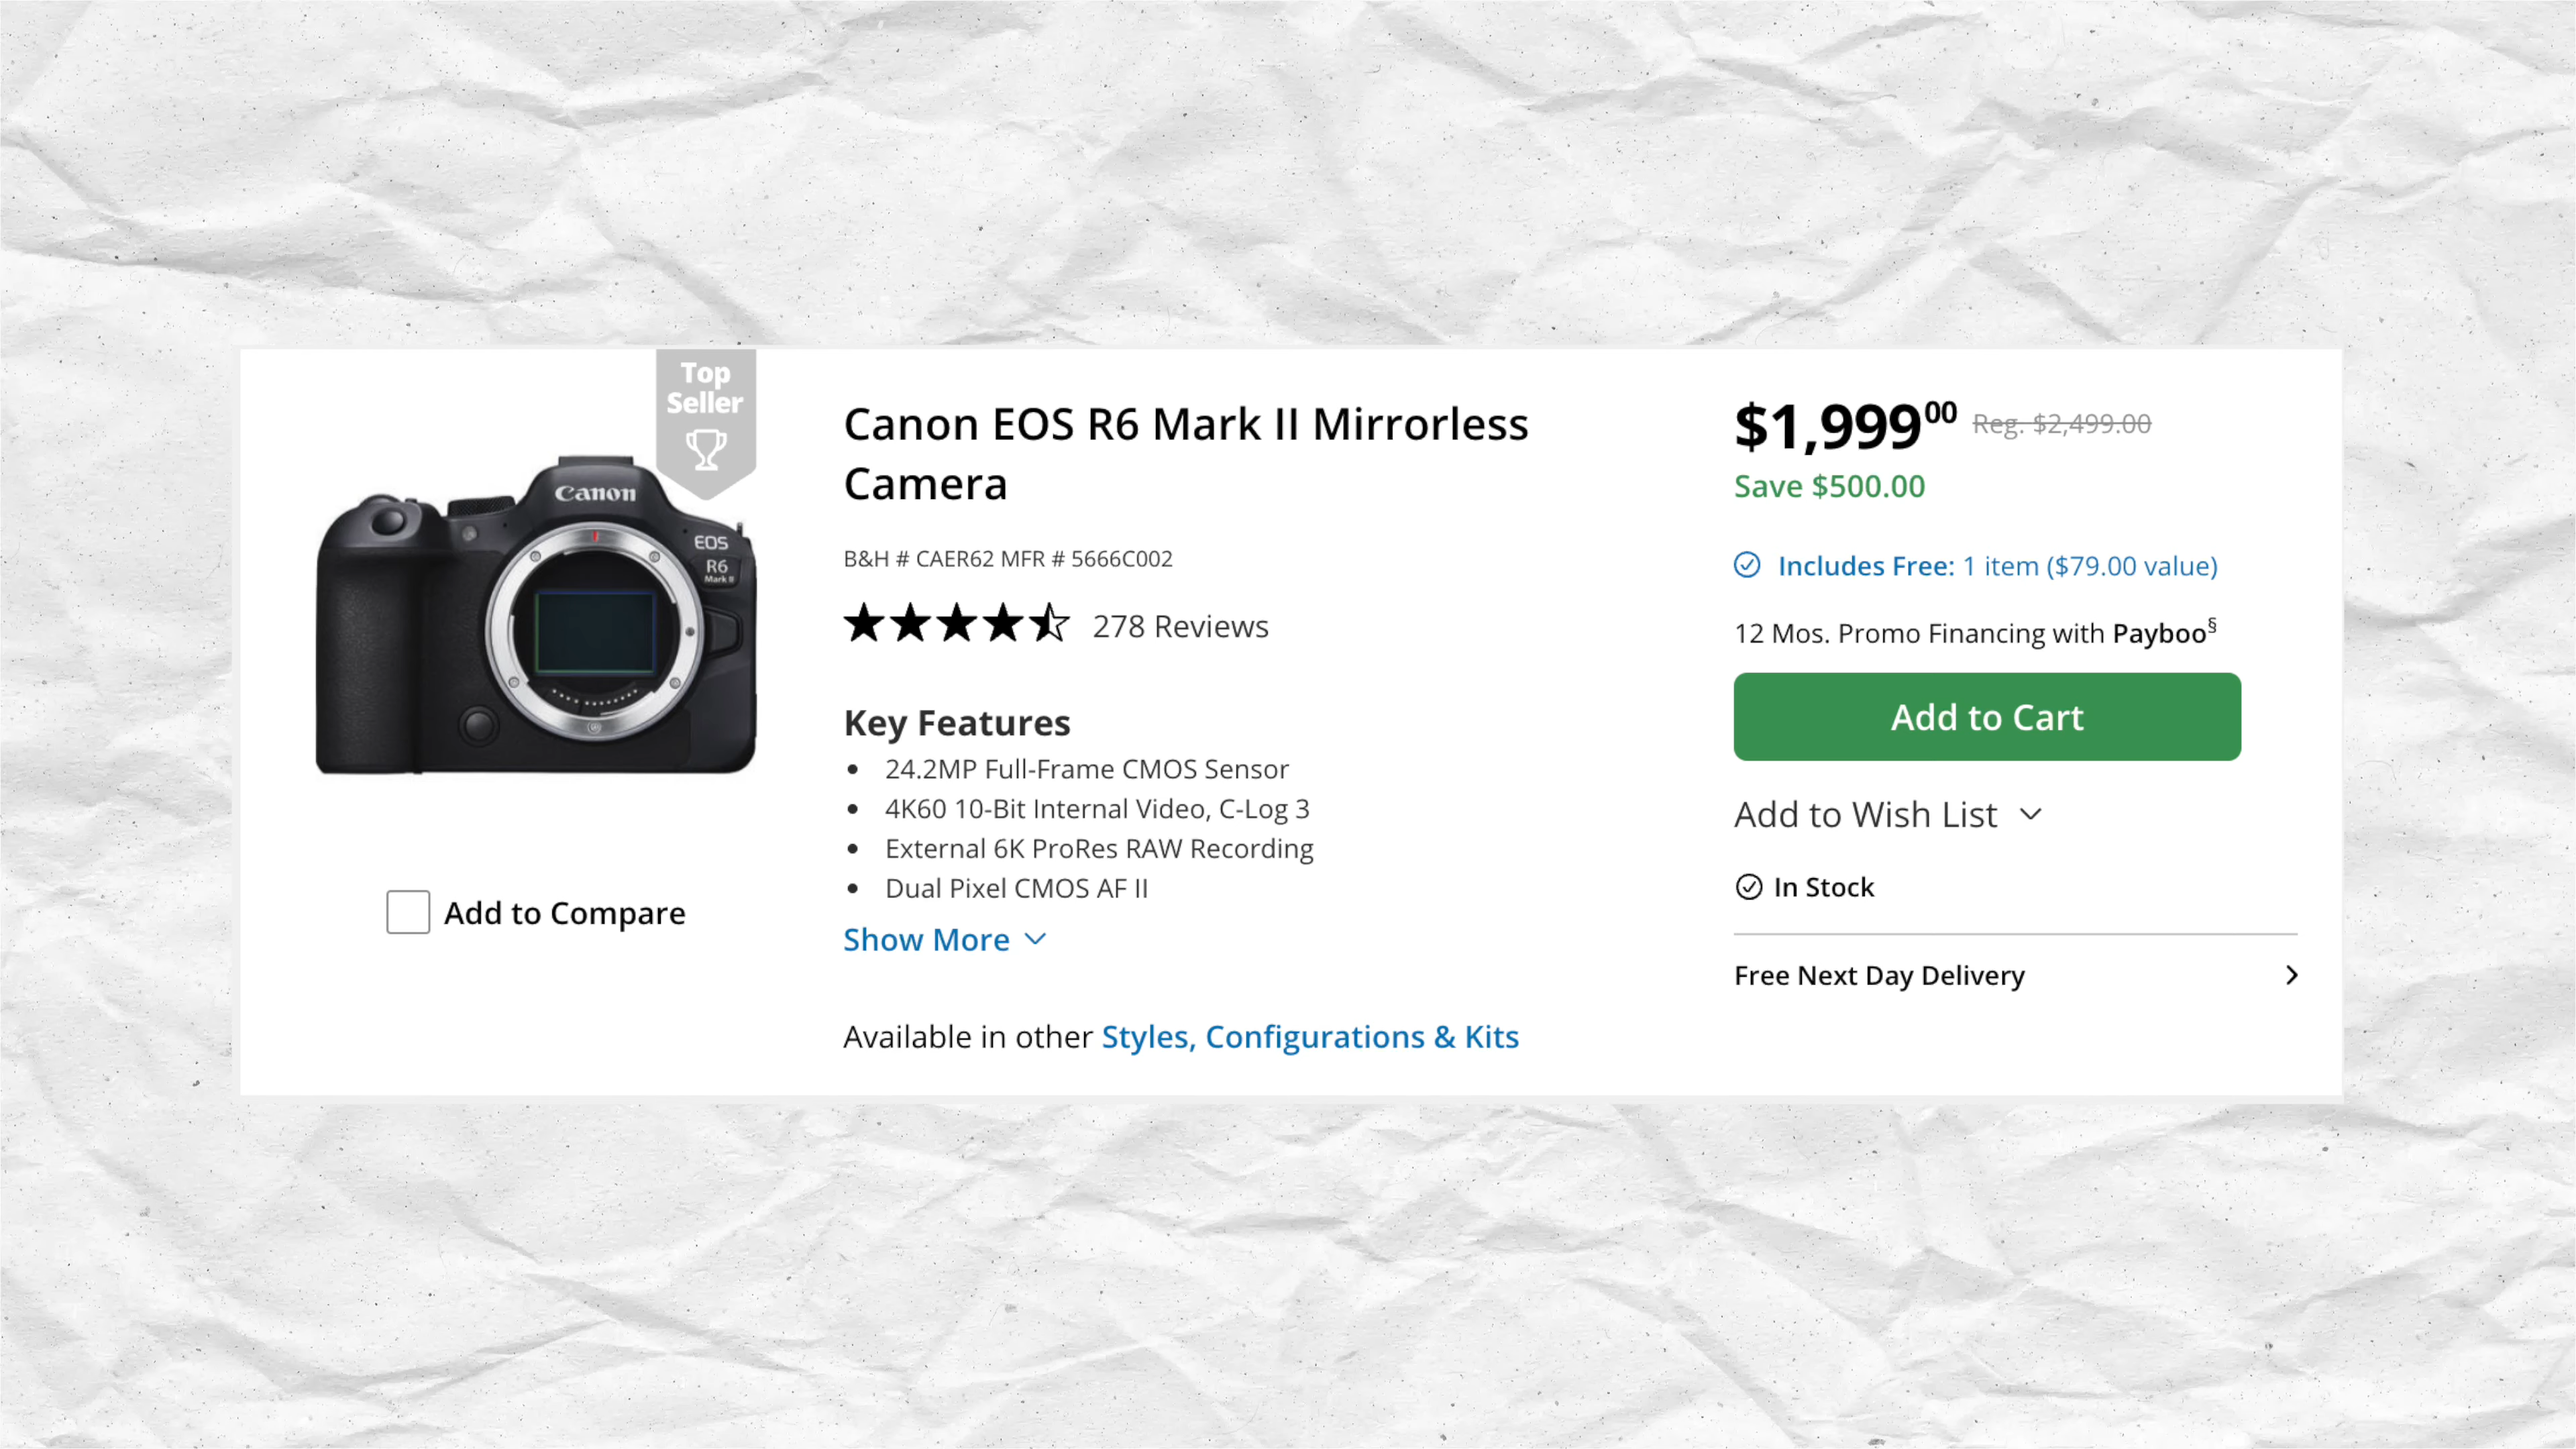 Top
Seller
Canon
EOS
R6
Mark II
Add to Compare
Canon EOS R6 Mark II Mirrorless
Camera
B&H # CAER62 MFR # 5666C002
278 Reviews
Key Features
• 24.2MP Full-Frame CMOS Sensor
• 4K60 10-Bit Internal Video, C-Log 3
• External 6K ProRes RAW Recording
• Dual Pixel CMOS AF II
Show More
Available in other Styles, Configurations & Kits
$1,999⁰⁰ Reg. $2,499.00
Save $500.00
Includes Free: 1 item ($79.00 value)
12 Mos. Promo Financing with Payboo§
Add to Cart
Add to Wish List
In Stock
Free Next Day Delivery